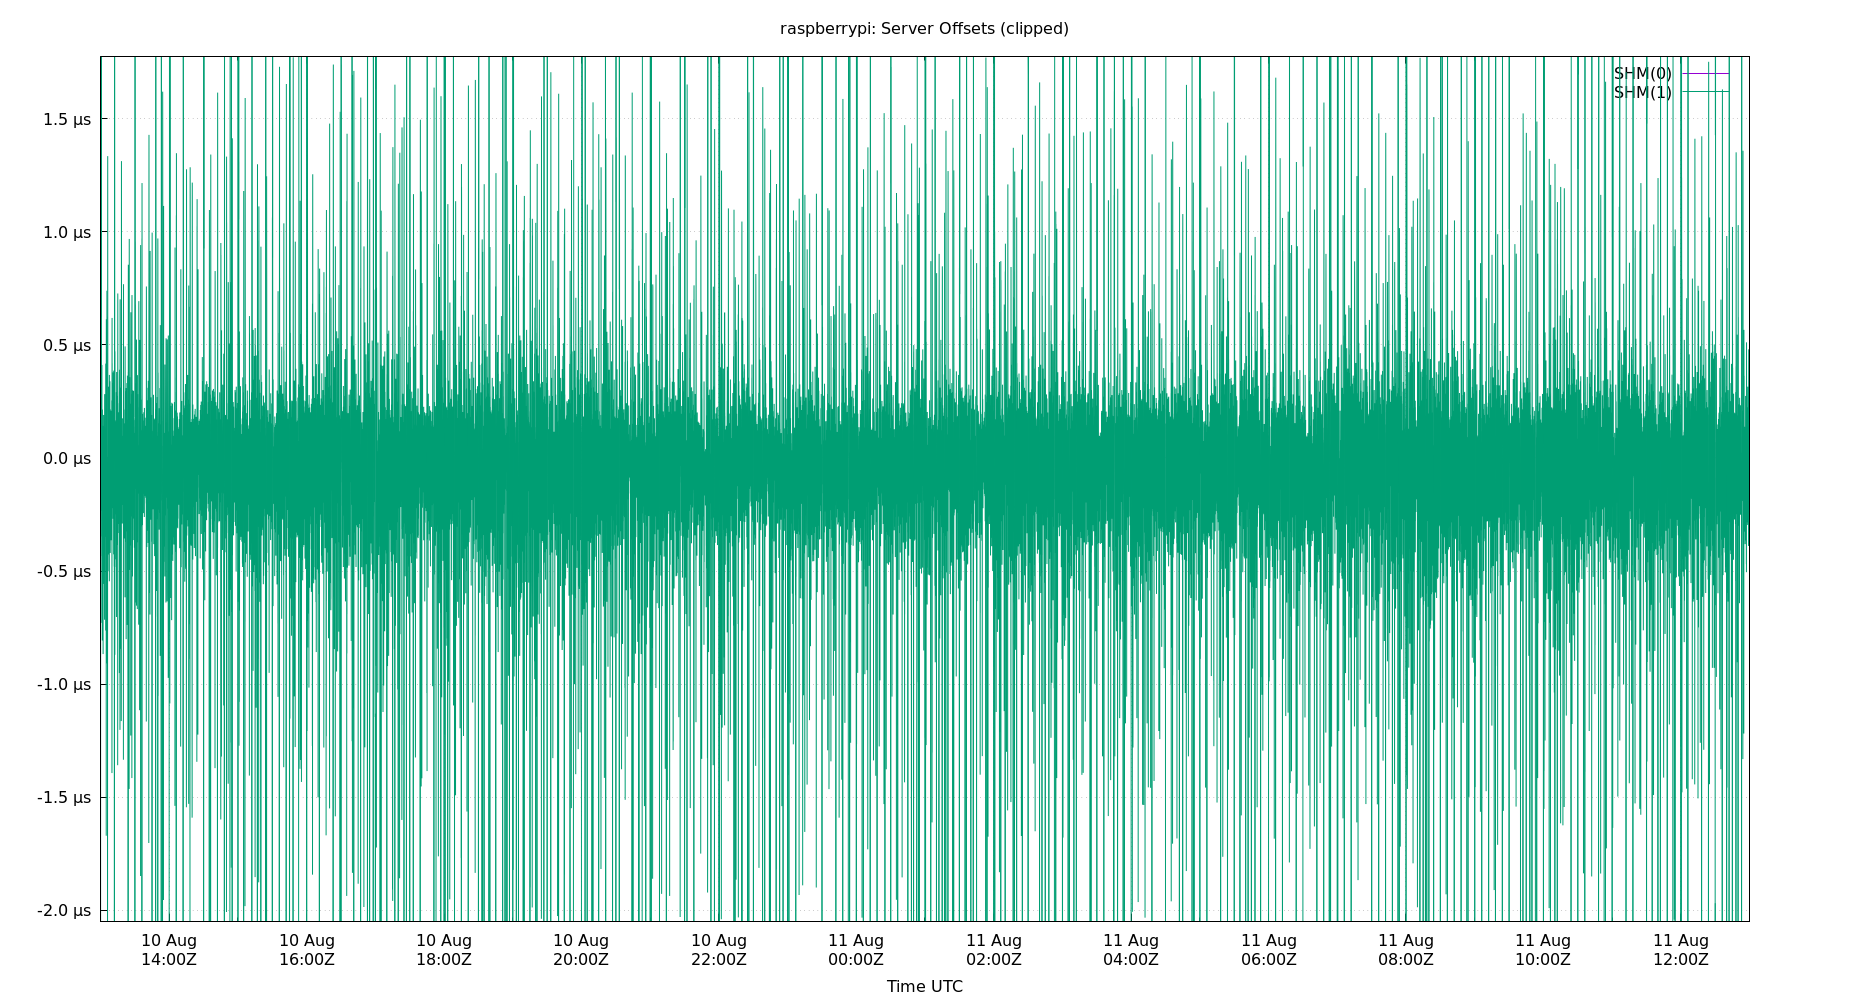 raspberrypi: Server Offsets (clipped)
SHM(0)
SHM(1)
1.5 µs
1.0 µs
0.5 µs
0.0 µs
-0.5 µs
-1.0 µs
-1.5 µs
-2.0 µs
10 Aug 10 Aug 10 Aug 10 Aug 10 Aug 11 Aug 11 Aug 11 Aug 11 Aug 11 Aug 11 Aug 11 Aug
14:00Z 16:00Z 18:00Z 20:00Z 22:00Z 00:00Z 02:00Z 04:00Z 06:00Z 08:00Z 10:00Z 12:00Z
Time UTC